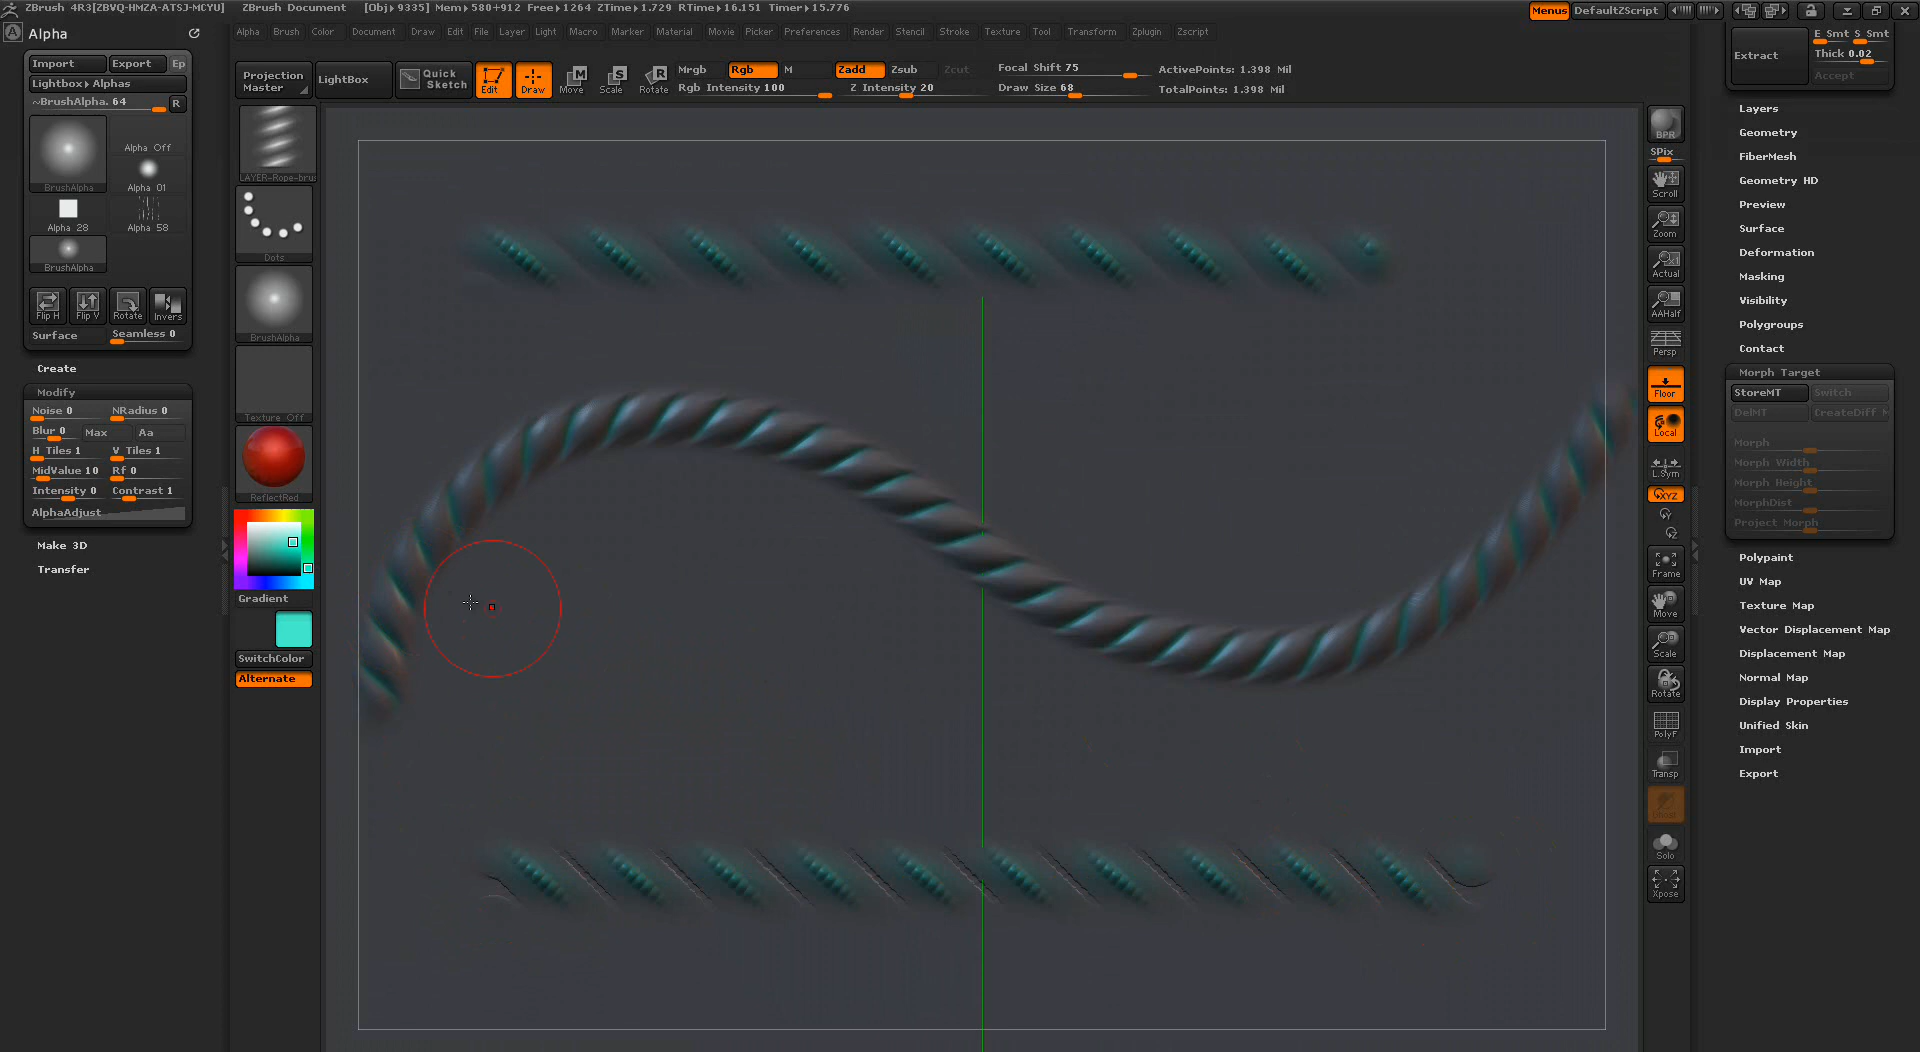 ZBrush 4R3[ZBVQ-HMZA-ATSJ-MCYU] ZBrush Document [Obj▸9335] Mem▸580+912 Free▸1264 ZTime▸1.729 RTime▸16.151 Timer▸15.776 Menus DefaultZScript
Alpha
Alpha Brush Color Document Draw Edit File Layer Light Macro Marker Material Movie Picker Preferences Render Stencil Stroke Texture Tool Transform Zplugin Zscript
Import Export Ep
Lightbox▸Alphas
~BrushAlpha. 64 R
BrushAlpha
Alpha Off
Alpha 01
Alpha 28
Alpha 58
BrushAlpha
Flip H Flip V Rotate Invers
Surface Seamless 0
Create
Modify
Noise 0 NRadius 0
Blur 0 Max Aa
H Tiles 1 V Tiles 1
MidValue 10 Rf 0
Intensity 0 Contrast 1
AlphaAdjust
Make 3D
Transfer
Projection Master
LightBox
Quick Sketch
Edit Draw Move Scale Rotate
Mrgb Rgb M Zadd Zsub Zcut
Rgb Intensity 100 Z Intensity 20
Focal Shift 75
Draw Size 68
ActivePoints: 1.398 Mil
TotalPoints: 1.398 Mil
LAYER-Rope-brus
Dots
BrushAlpha
Texture Off
ReflectRed
Gradient
SwitchColor
Alternate
BPR
SPix
Scroll
Zoom
Actual
AAHalf
Persp
Floor
Local
L.Sym
XYZ
Frame
Move
Scale
Rotate
PolyF
Transp
Solo
Xpose
Extract
E Smt S Smt
Thick 0.02
Accept
Layers
Geometry
FiberMesh
Geometry HD
Preview
Surface
Deformation
Masking
Visibility
Polygroups
Contact
Morph Target
StoreMT Switch
DelMT CreateDiff M
Morph
Morph Width
Morph Height
MorphDist
Project Morph
Polypaint
UV Map
Texture Map
Vector Displacement Map
Displacement Map
Normal Map
Display Properties
Unified Skin
Import
Export